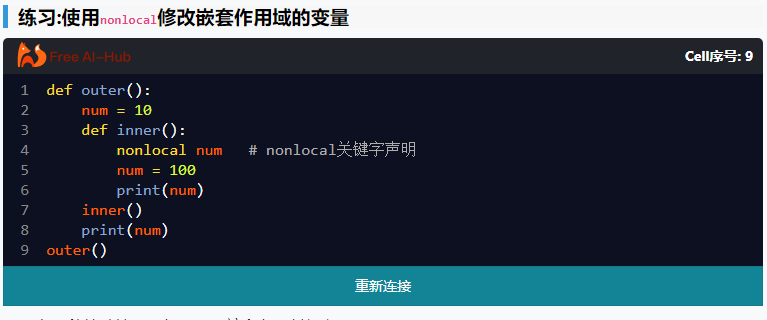 练习:使用nonlocal修改嵌套作用域的变量
Free AI-Hub
Cell序号: 9
1 def outer():
2     num = 10
3     def inner():
4         nonlocal num   # nonlocal关键字声明
5         num = 100
6         print(num)
7     inner()
8     print(num)
9 outer()
重新连接